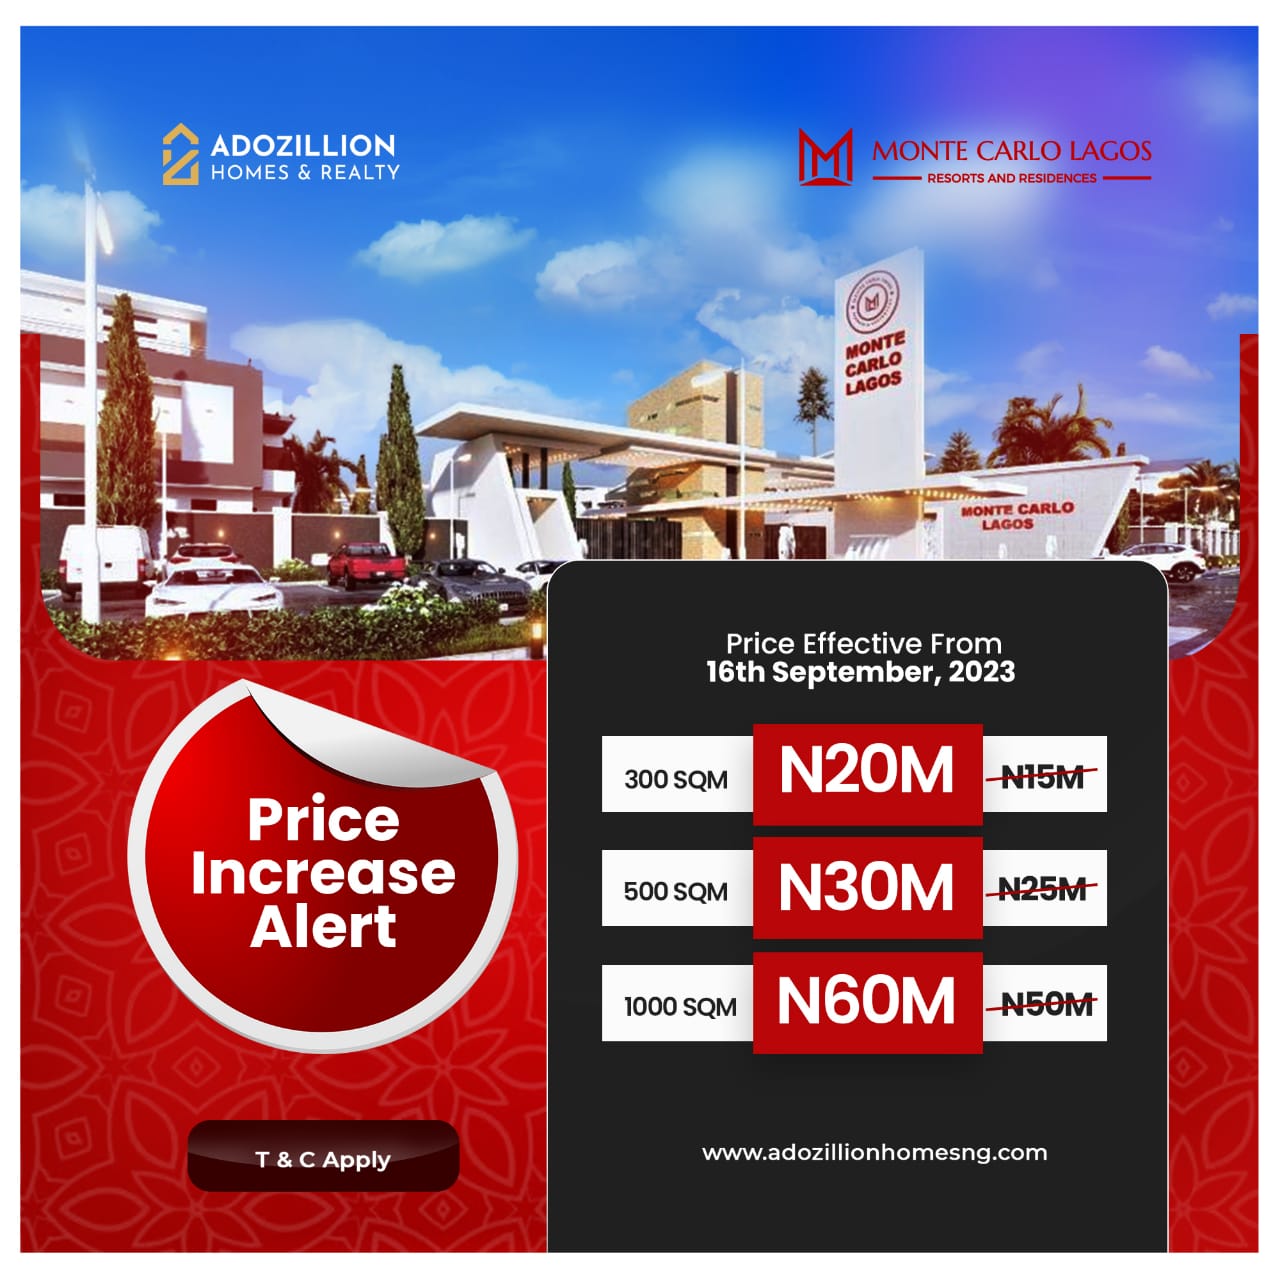 ADOZILLION
HOMES & REALTY
MONTE CARLO LAGOS
RESORTS AND RESIDENCES
MONTE
CARLO
LAGOS
MONTE CARLO
LAGOS
Price Effective From
16th September, 2023
300 SQM N20M N15M
500 SQM N30M N25M
1000 SQM N60M N50M
Price
Increase
Alert
T & C Apply
www.adozillionhomesng.com